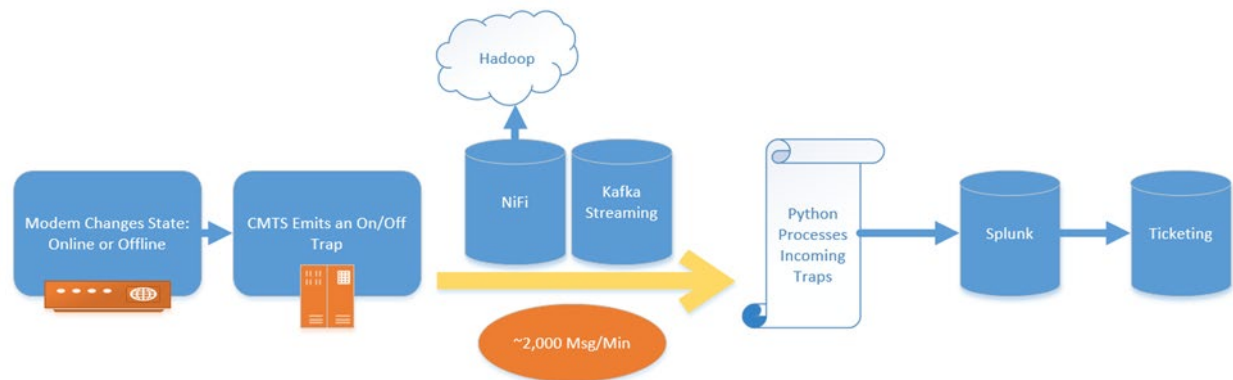 Modem Changes State:
Online or Offline
CMTS Emits an On/Off
Trap
Hadoop
NiFi
Kafka
Streaming
~2,000 Msg/Min
Python
Processes
Incoming
Traps
Splunk
Ticketing